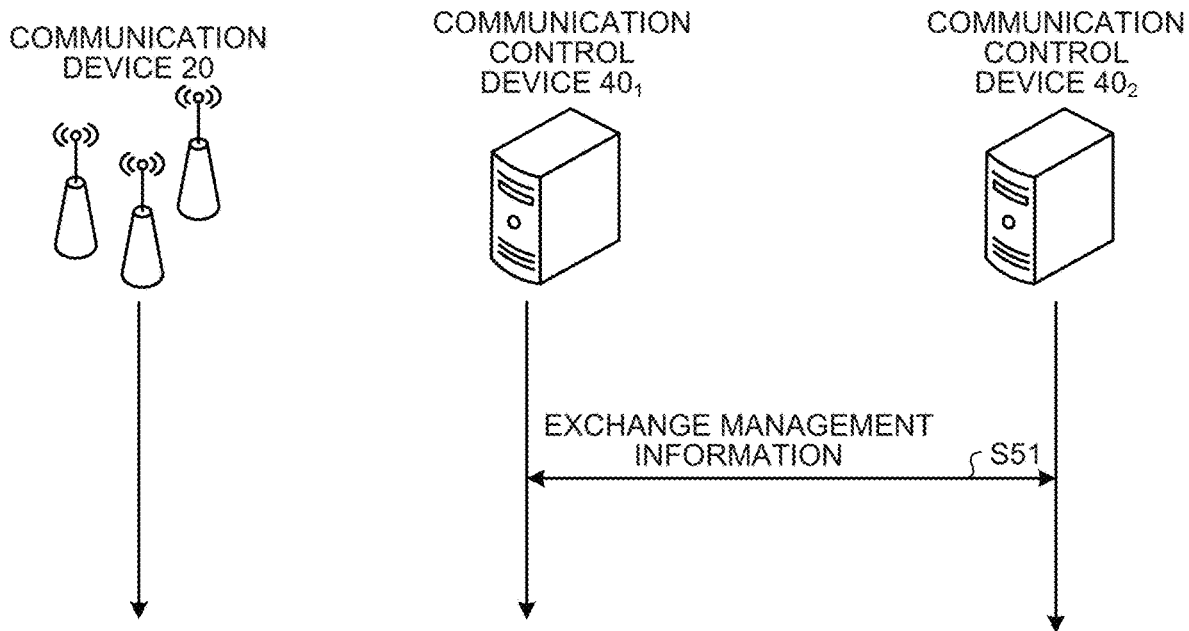 COMMUNICATION
DEVICE 20
COMMUNICATION
CONTROL
DEVICE 40₁
COMMUNICATION
CONTROL
DEVICE 40₂
EXCHANGE MANAGEMENT
INFORMATION
S51